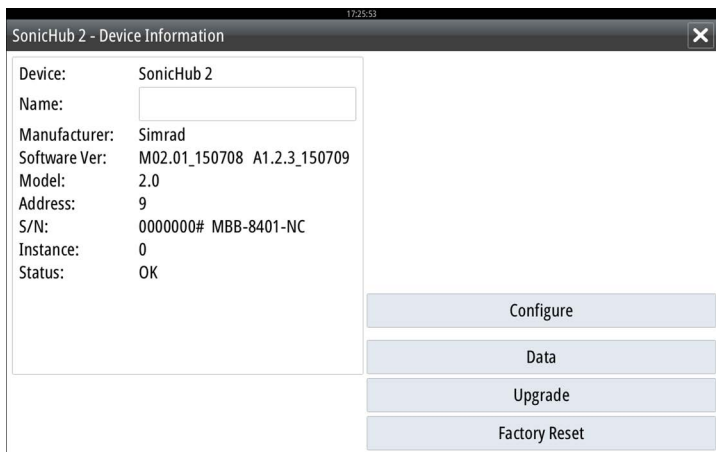 17:25:53
SonicHub 2 - Device Information
Device: SonicHub 2
Name:
Manufacturer: Simrad
Software Ver: M02.01_150708 A1.2.3_150709
Model: 2.0
Address: 9
S/N: 0000000# MBB-8401-NC
Instance: 0
Status: OK
Configure
Data
Upgrade
Factory Reset